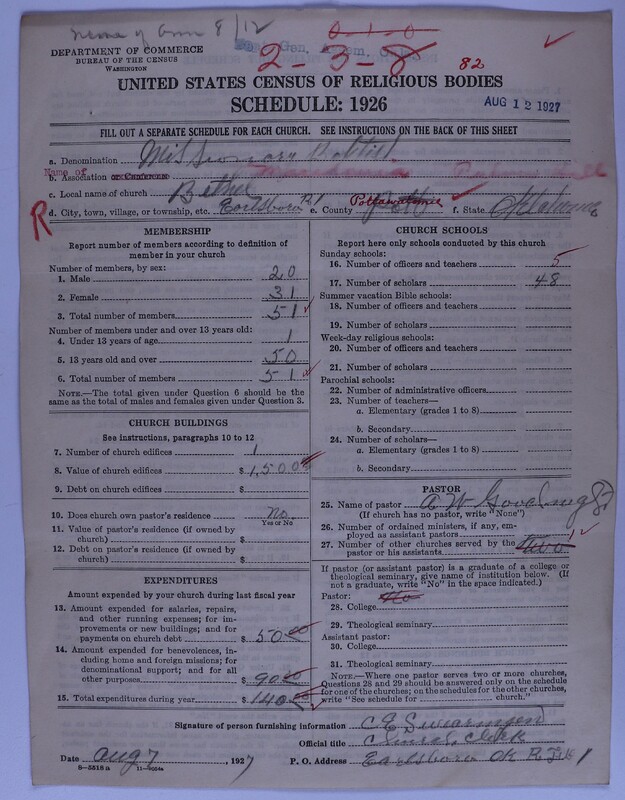 Name of 8/12
0-1-0
2-3-8 82
DEPARTMENT OF COMMERCE
BUREAU OF THE CENSUS
WASHINGTON
UNITED STATES CENSUS OF RELIGIOUS BODIES
SCHEDULE: 1926
AUG 12 1927
FILL OUT A SEPARATE SCHEDULE FOR EACH CHURCH. SEE INSTRUCTIONS ON THE BACK OF THIS SHEET
a. Denomination Missionary Baptist
Name of
b. Association or Conference
c. Local name of church Bethel
d. City, town, village, or township, etc. Earlsboro e. County Pottawatomie Pott f. State Oklahoma
R
MEMBERSHIP
Report number of members according to definition of member in your church
Number of members, by sex:
1. Male 20
2. Female 31
3. Total number of members 51
Number of members under and over 13 years old:
4. Under 13 years of age 1
5. 13 years old and over 50
6. Total number of members 51
NOTE.—The total given under Question 6 should be
same as the total of males and females given under Question 3.
CHURCH BUILDINGS
See instructions, paragraphs 10 to 12
7. Number of church edifices 1
8. Value of church edifices $ 1,500
9. Debt on church edifices $
10. Does church own pastor's residence No
Yes or No
11. Value of pastor's residence (if owned by
church) $
12. Debt on pastor's residence (if owned by
church) $
EXPENDITURES
Amount expended by your church during last fiscal year
13. Amount expended for salaries, repairs,
and other running expenses; for im-
provements or new buildings; and for
payments on church debt $ 50.00
14. Amount expended for benevolences, in-
cluding home and foreign missions; for
denominational support; and for all
other purposes $ 90.00
15. Total expenditures during year $ 140.00
CHURCH SCHOOLS
Report here only schools conducted by this church
Sunday schools:
16. Number of officers and teachers 5
17. Number of scholars 48
Summer vacation Bible schools:
18. Number of officers and teachers
19. Number of scholars
Week-day religious schools:
20. Number of officers and teachers
21. Number of scholars
Parochial schools:
22. Number of administrative officers
23. Number of teachers—
a. Elementary (grades 1 to 8)
b. Secondary
24. Number of scholars—
a. Elementary (grades 1 to 8)
b. Secondary
PASTOR
25. Name of pastor A W
(If church has no pastor, write "None")
26. Number of ordained ministers, if any, em-
ployed as assistant pastors
27. Number of other churches served by the
pastor or his assistants two 1
If pastor (or assistant pastor) is a graduate of a college or
theological seminary, give name of institution below. (If
not a graduate, write "No" in the space indicated.)
Pastor: No
28. College
29. Theological seminary
Assistant pastor:
30. College
31. Theological seminary
NOTE.—Where one pastor serves two or more churches,
Questions 28 and 29 should be answered only on the schedule
for one of the churches; on the schedules for the other churches,
write "See schedule for church."
Signature of person furnishing information C E Swearingen
Official title Church Clerk
Date Aug 7, 1927 P. O. Address Earlsboro OK R 1
8—5518 a